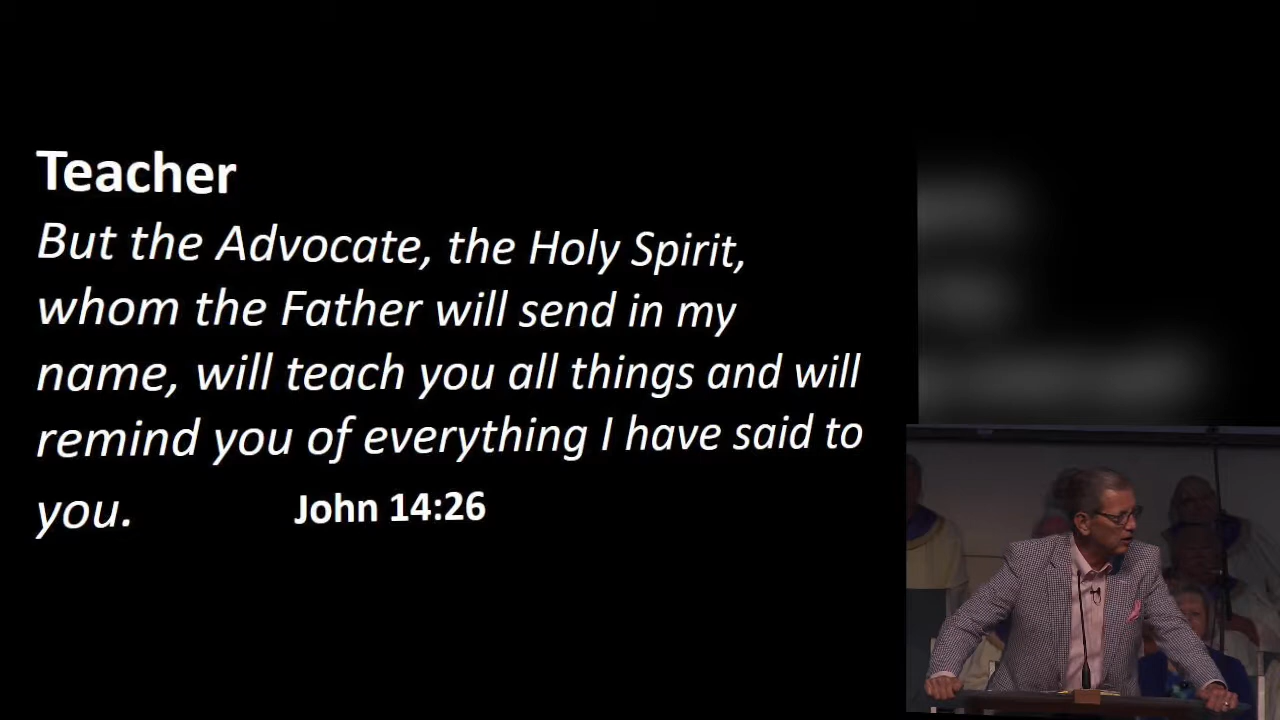 Teacher
But the Advocate, the Holy Spirit,
whom the Father will send in my
name, will teach you all things and will
remind you of everything I have said to
you. John 14:26